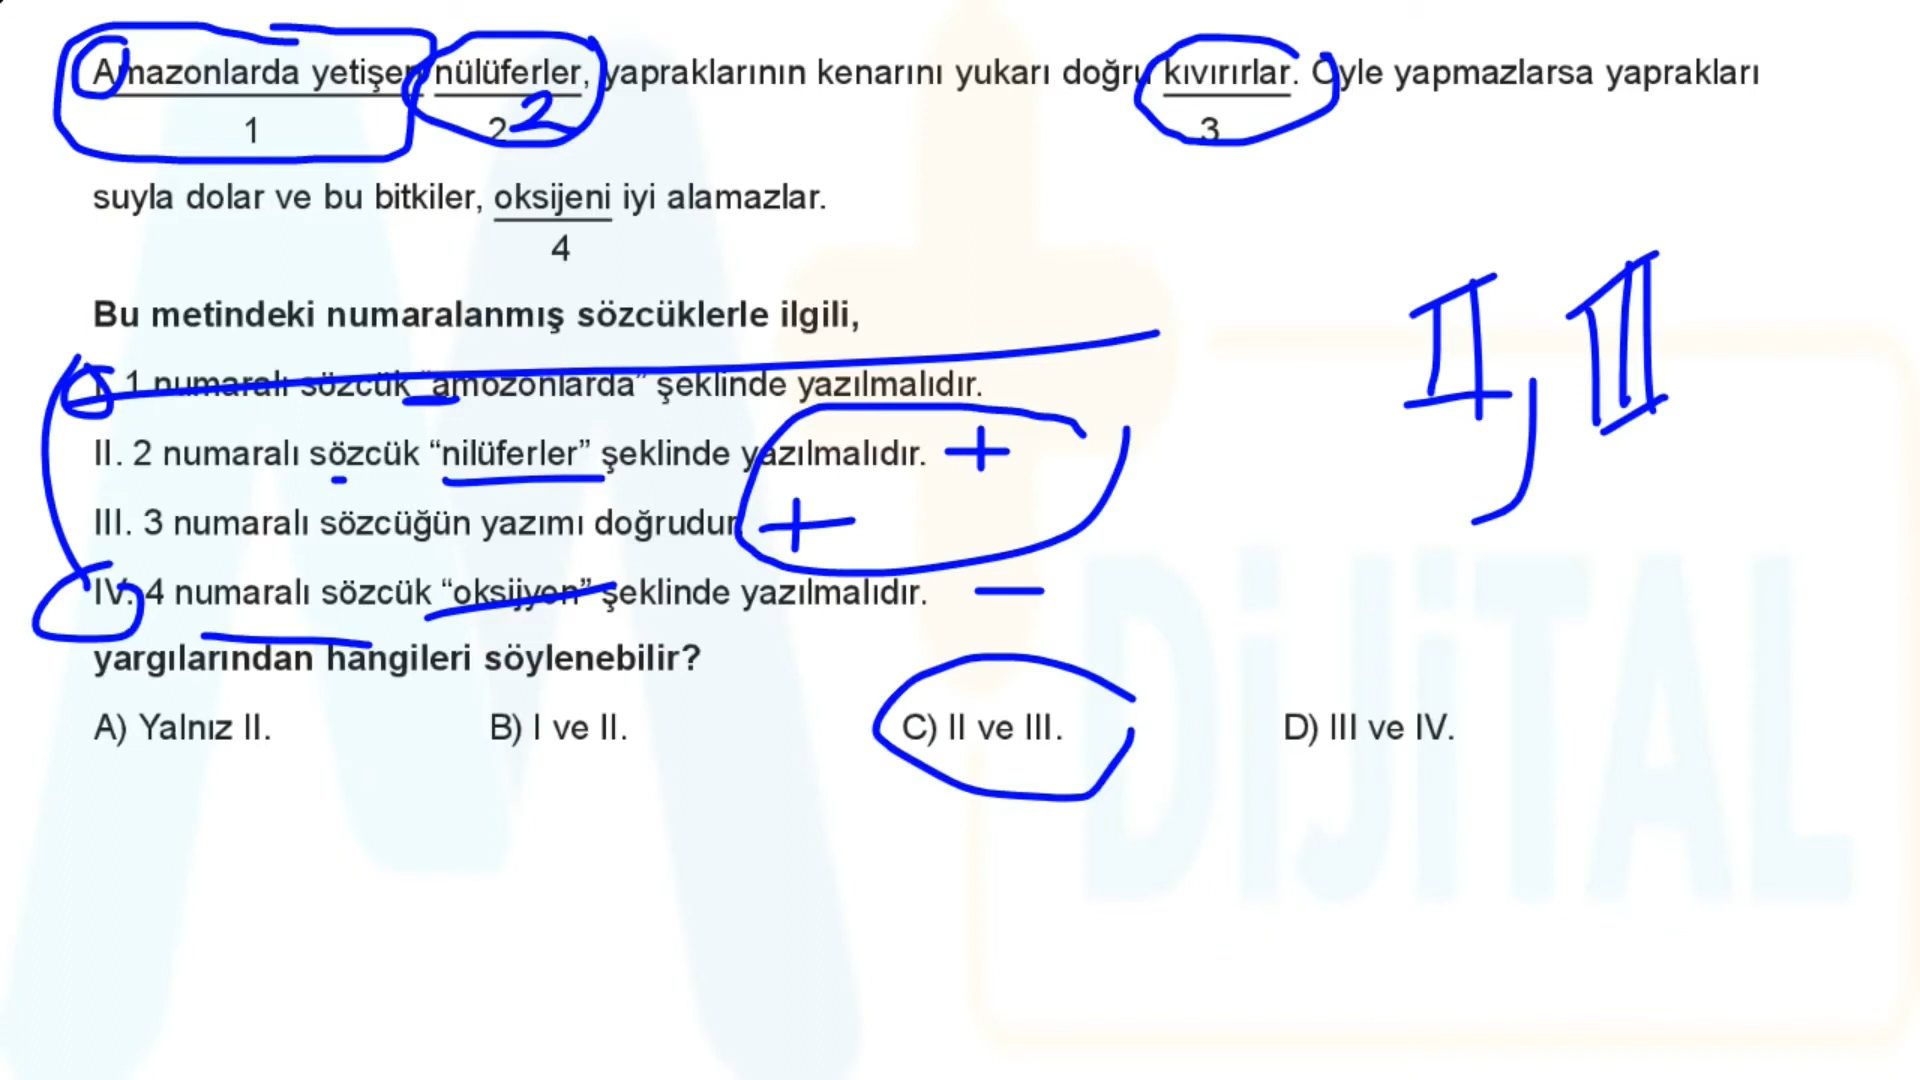 Amazonlarda yetişen nülüferler, yapraklarının kenarını yukarı doğru kıvırırlar. Öyle yapmazlarsa yaprakları
1 2 2 3
suyla dolar ve bu bitkiler, oksijeni iyi alamazlar.
4
Bu metindeki numaralanmış sözcüklerle ilgili,
I. 1 numaralı sözcük “amozonlarda” şeklinde yazılmalıdır.
II. 2 numaralı sözcük “nilüferler” şeklinde yazılmalıdır. +
III. 3 numaralı sözcüğün yazımı doğrudur. +
IV. 4 numaralı sözcük “oksijyen” şeklinde yazılmalıdır. —
yargılarından hangileri söylenebilir?
A) Yalnız II. B) I ve II. C) II ve III. D) III ve IV.
II, III
DİJİTAL